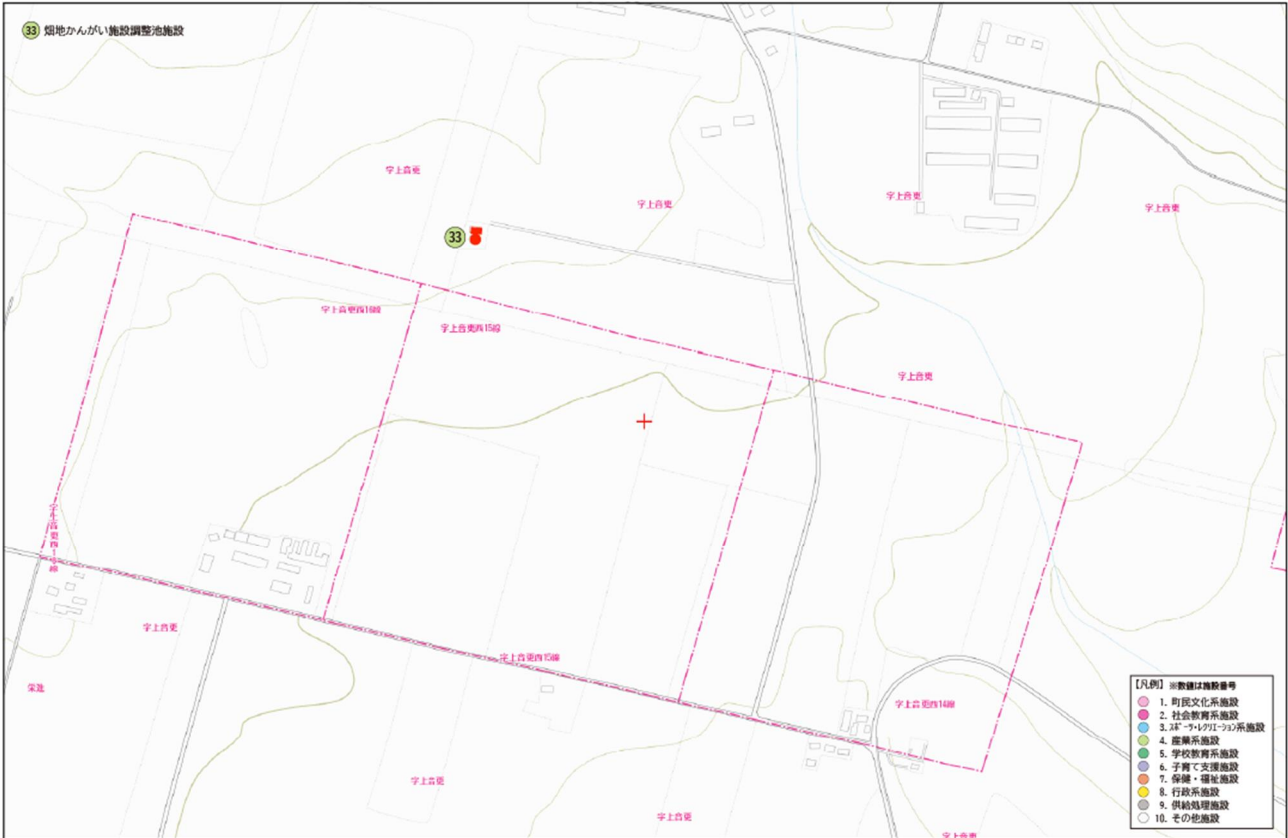 33 畑地かんがい施設調整池施設
字上音更
字上音更
字上音更
字上音更
33
字上音更西16線
字上音更西15線
字上音更
字上音更
字上音更西15線
栄進
字上音更西14線
字上音更
字上音更
字上音更
【凡例】 ※数値は施設番号
1. 町民文化系施設
2. 社会教育系施設
3. スポーツ・レクリエーション系施設
4. 産業系施設
5. 学校教育系施設
6. 子育て支援施設
7. 保健・福祉施設
8. 行政系施設
9. 供給処理施設
10. その他施設